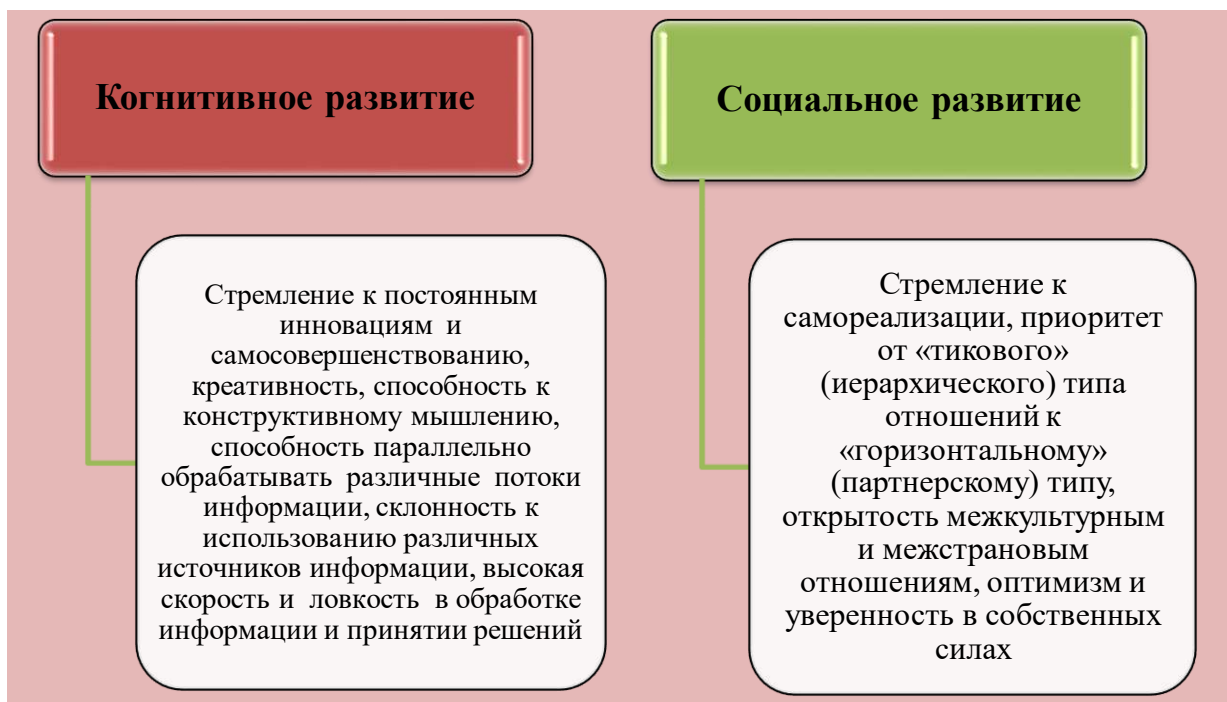 Когнитивное развитие
Стремление к постоянным
инновациям и
самосовершенствованию,
креативность, способность к
конструктивному мышлению,
способность параллельно
обрабатывать различные потоки
информации, склонность к
использованию различных
источников информации, высокая
скорость и ловкость в обработке
информации и принятии решений
Социальное развитие
Стремление к
самореализации, приоритет
от «тикового»
(иерархического) типа
отношений к
«горизонтальному»
(партнерскому) типу,
открытость межкультурным
и межстрановым
отношениям, оптимизм и
уверенность в собственных
силах